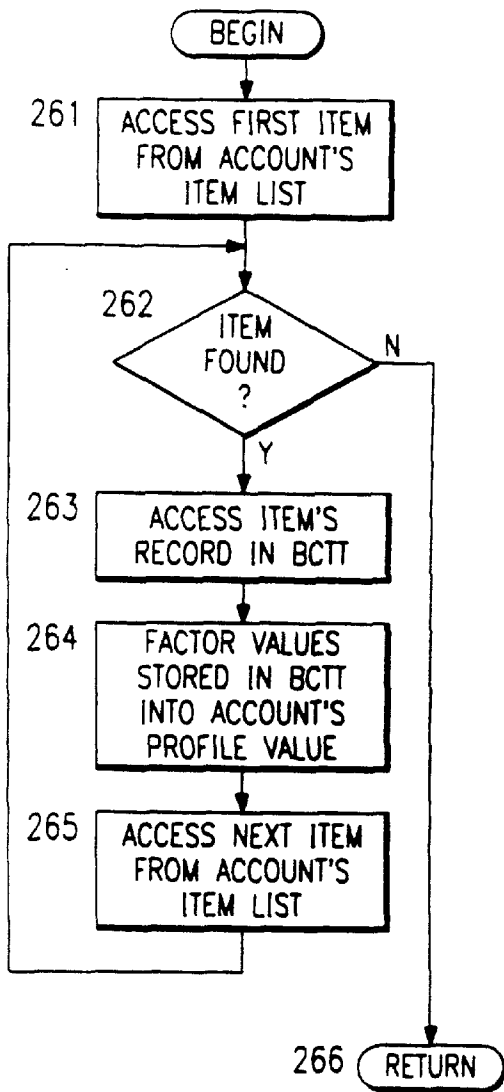 BEGIN
261
ACCESS FIRST ITEM
FROM ACCOUNT'S
ITEM LIST
262
ITEM
FOUND
?
N
Y
263
ACCESS ITEM'S
RECORD IN BCTT
264
FACTOR VALUES
STORED IN BCTT
INTO ACCOUNT'S
PROFILE VALUE
265
ACCESS NEXT ITEM
FROM ACCOUNT'S
ITEM LIST
266
RETURN